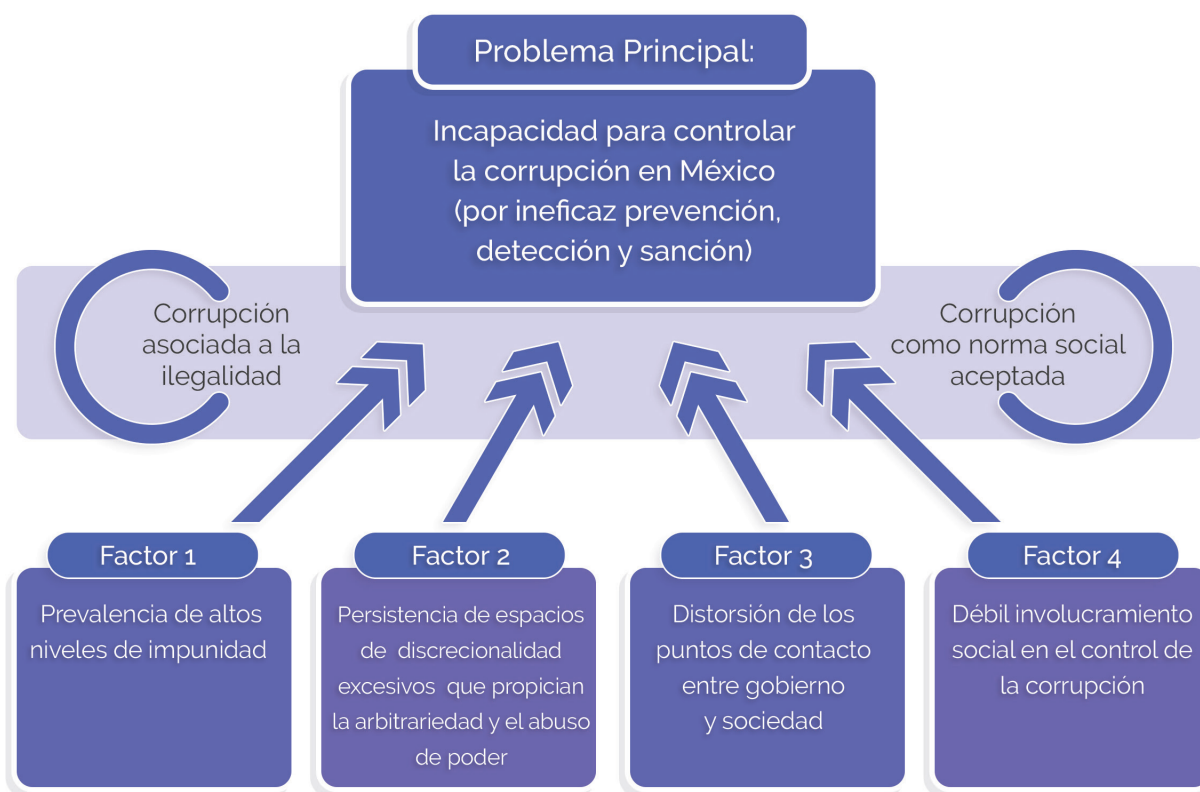 Problema Principal:
Incapacidad para controlar
la corrupción en México
(por ineficaz prevención,
detección y sanción)
Corrupción
asociada a la
ilegalidad
Corrupción
como norma social
aceptada
Factor 1
Prevalencia de altos
niveles de impunidad
Factor 2
Persistencia de espacios
de discrecionalidad
excesivos que propician
la arbitrariedad y el abuso
de poder
Factor 3
Distorsión de los
puntos de contacto
entre gobierno
y sociedad
Factor 4
Débil involucramiento
social en el control de
la corrupción